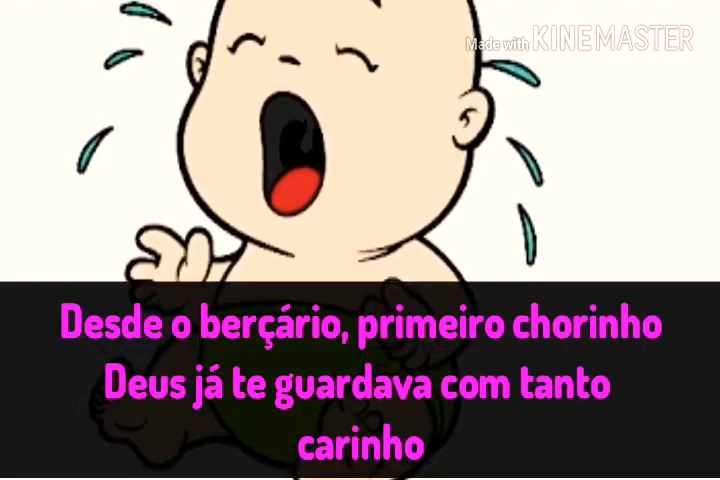 Made with KINEMASTER
Desde o berçário, primeiro chorinho
Deus já te guardava com tanto
carinho